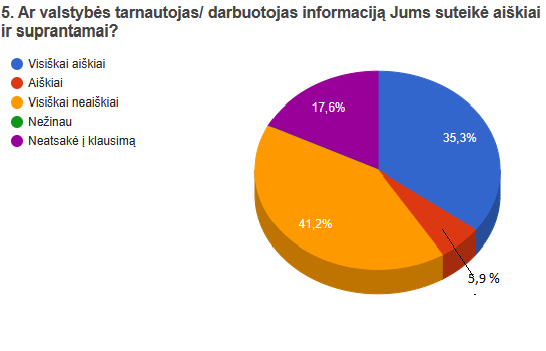 5. Ar valstybės tarnautojas/ darbuotojas informaciją Jums suteikė aiškiai
ir suprantamai?
Visiškai aiškiai
Aiškiai
Visiškai neaiškiai
Nežinau
Neatsakė į klausimą
17,6%
35,3%
41,2%
5,9 %